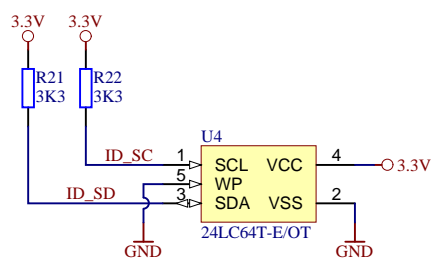 3.3V 3.3V
R21 R22
3K3 3K3
U4
ID_SC 1 SCL VCC 4 3.3V
5 WP
ID_SD 3 SDA VSS 2
24LC64T-E/OT
GND GND